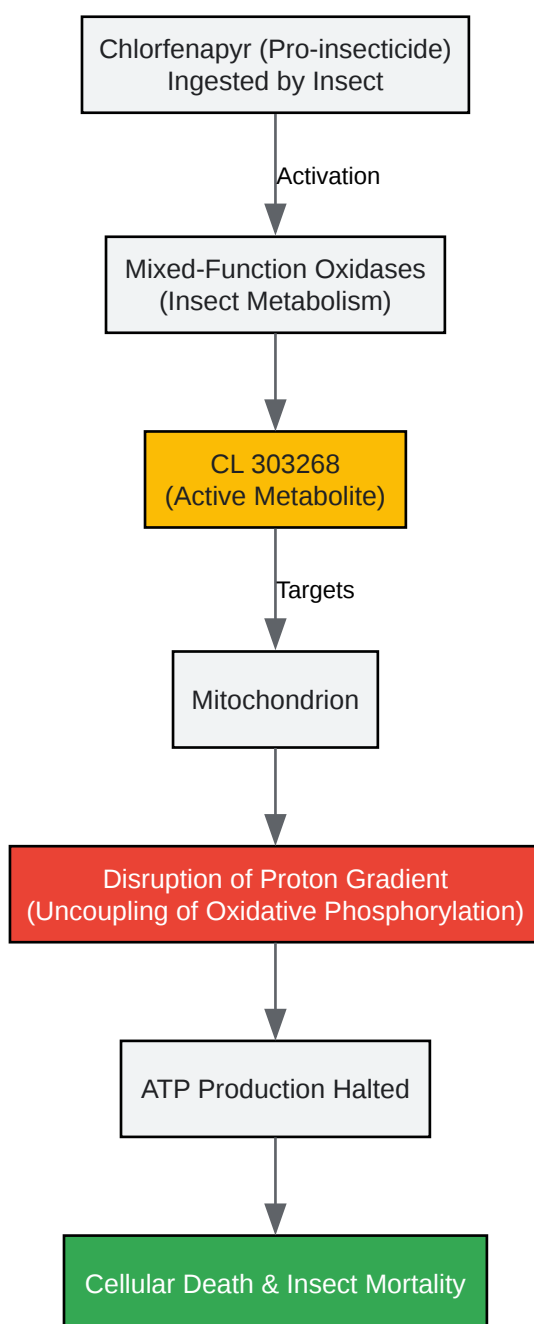 Chlorfenapyr (Pro-insecticide)
Ingested by Insect
Activation
Mixed-Function Oxidases
(Insect Metabolism)
CL 303268
(Active Metabolite)
Targets
Mitochondrion
Disruption of Proton Gradient
(Uncoupling of Oxidative Phosphorylation)
ATP Production Halted
Cellular Death & Insect Mortality